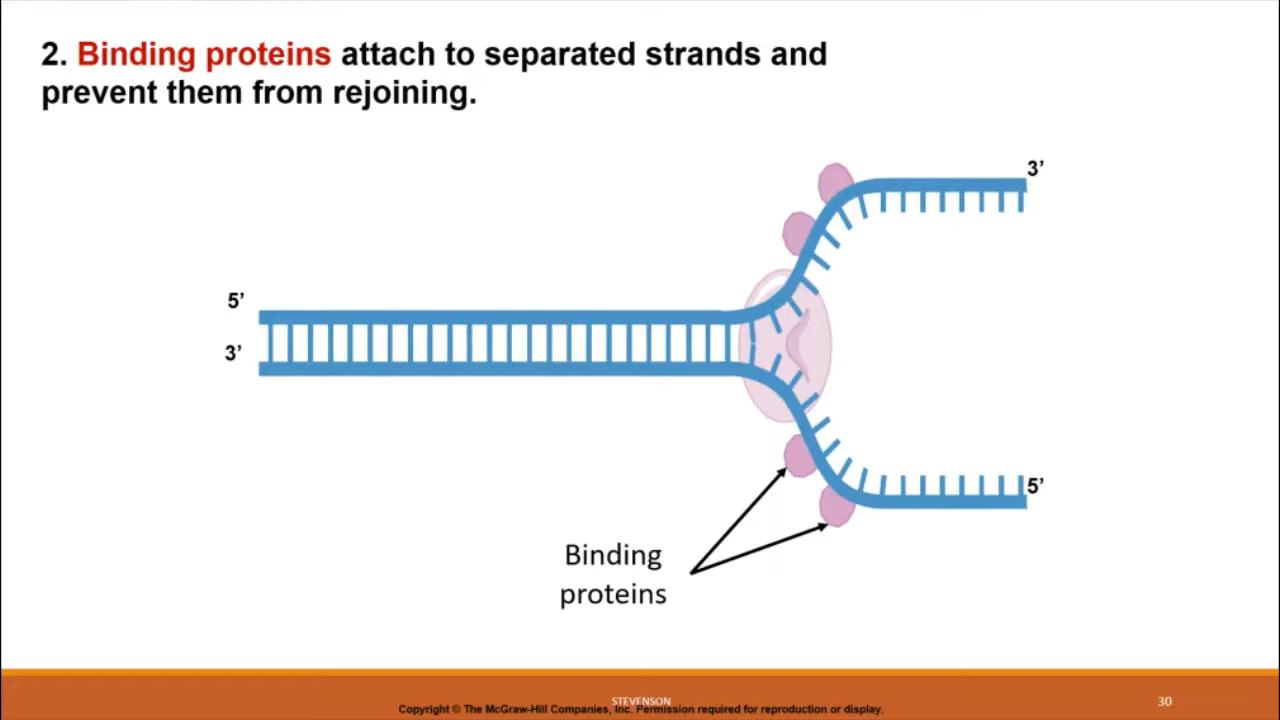 2. Binding proteins attach to separated strands and
prevent them from rejoining.
3’
5’
3’
5’
Binding
proteins
STEVENSON
30
Copyright © The McGraw-Hill Companies, Inc. Permission required for reproduction or display.